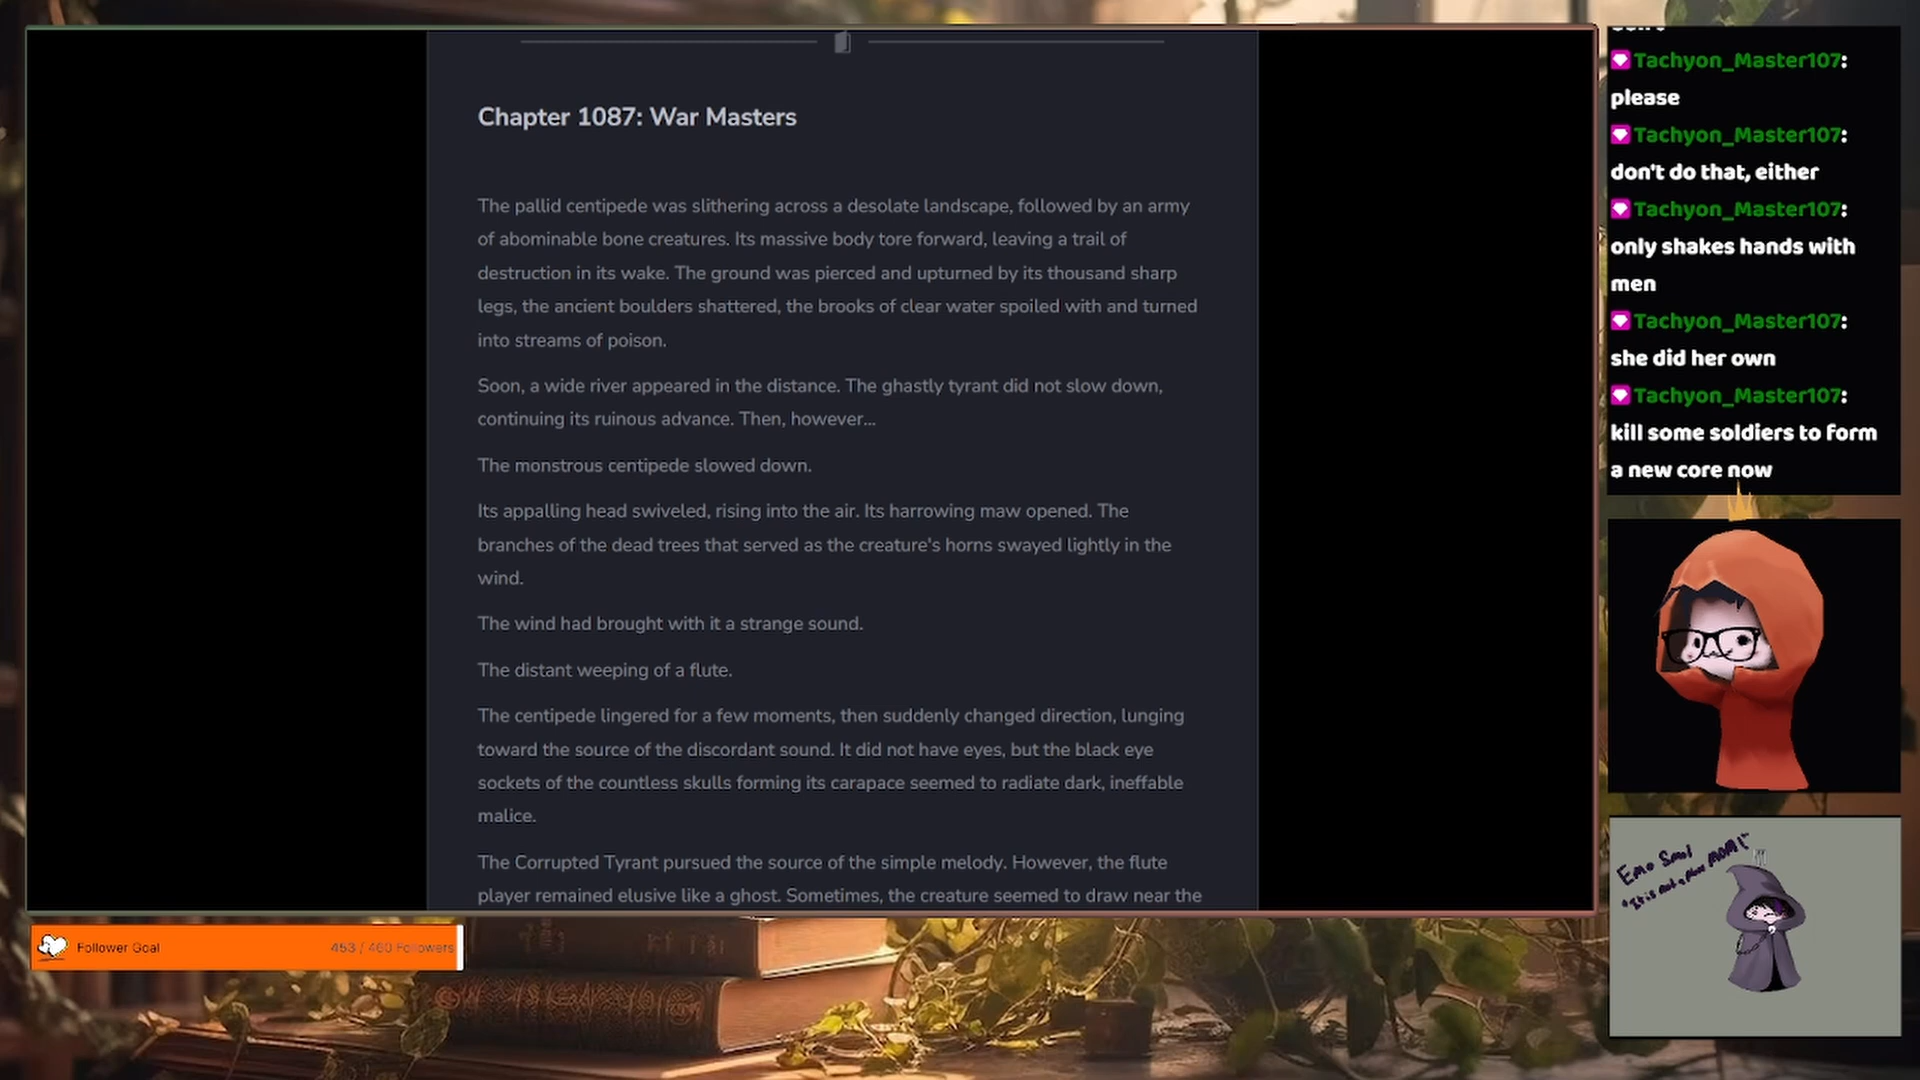 Chapter 1087: War Masters
The pallid centipede was slithering across a desolate landscape, followed by an army
of abominable bone creatures. Its massive body tore forward, leaving a trail of
destruction in its wake. The ground was pierced and upturned by its thousand sharp
legs, the ancient boulders shattered, the brooks of clear water spoiled with and turned
into streams of poison.
Soon, a wide river appeared in the distance. The ghastly tyrant did not slow down,
continuing its ruinous advance. Then, however...
The monstrous centipede slowed down.
Its appalling head swiveled, rising into the air. Its harrowing maw opened. The
branches of the dead trees that served as the creature's horns swayed lightly in the
wind.
The wind had brought with it a strange sound.
The distant weeping of a flute.
The centipede lingered for a few moments, then suddenly changed direction, lunging
toward the source of the discordant sound. It did not have eyes, but the black eye
sockets of the countless skulls forming its carapace seemed to radiate dark, ineffable
malice.
The Corrupted Tyrant pursued the source of the simple melody. However, the flute
player remained elusive like a ghost. Sometimes, the creature seemed to draw near the
Follower Goal
453 / 460 Followers
Tachyon_Master107:
please
Tachyon_Master107:
don't do that, either
Tachyon_Master107:
only shakes hands with
men
Tachyon_Master107:
she did her own
Tachyon_Master107:
kill some soldiers to form
a new core now
Emo Smol
"It is not a phase MOM!"